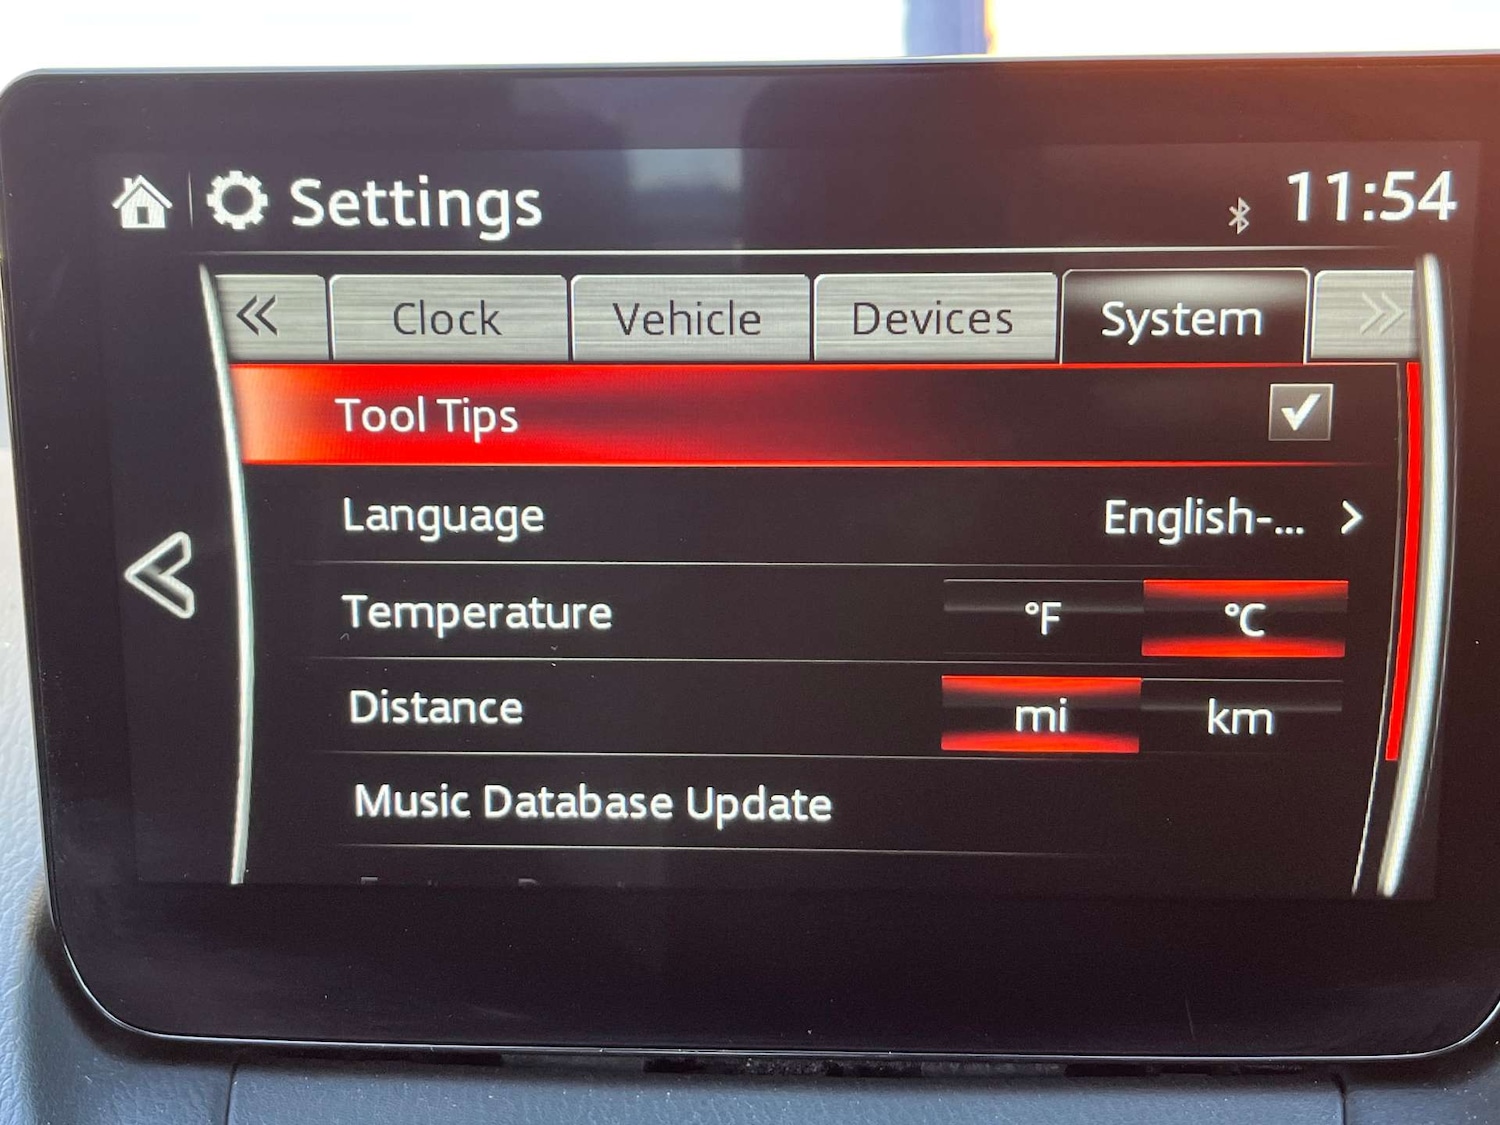 Settings
11:54
Clock Vehicle Devices System
Tool Tips
Language English-...
Temperature °F °C
Distance mi km
Music Database Update